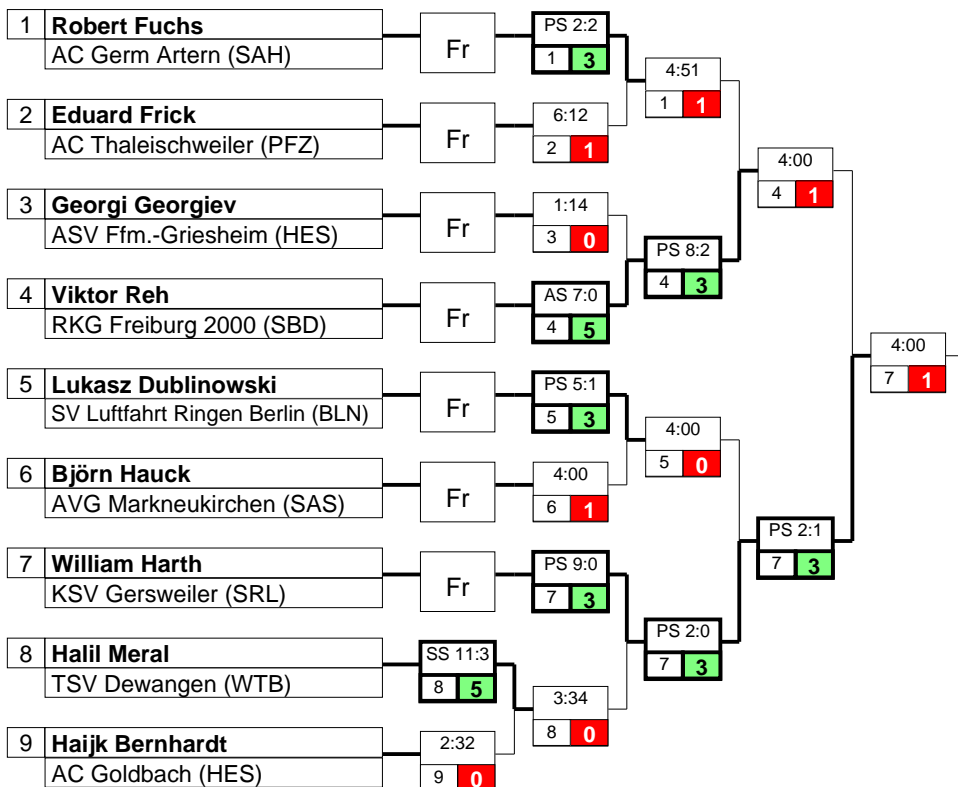 1 Robert Fuchs
AC Germ Artern (SAH)
Fr
PS 2:2
1 3
4:51
1 1
2 Eduard Frick
AC Thaleischweiler (PFZ)
Fr
6:12
2 1
4:00
4 1
3 Georgi Georgiev
ASV Ffm.-Griesheim (HES)
Fr
1:14
3 0
PS 8:2
4 3
4 Viktor Reh
RKG Freiburg 2000 (SBD)
Fr
AS 7:0
4 5
4:00
7 1
5 Lukasz Dublinowski
SV Luftfahrt Ringen Berlin (BLN)
Fr
PS 5:1
5 3
4:00
5 0
6 Björn Hauck
AVG Markneukirchen (SAS)
Fr
4:00
6 1
PS 2:1
7 3
7 William Harth
KSV Gersweiler (SRL)
Fr
PS 9:0
7 3
PS 2:0
7 3
8 Halil Meral
TSV Dewangen (WTB)
SS 11:3
8 5
3:34
8 0
9 Haijk Bernhardt
AC Goldbach (HES)
2:32
9 0